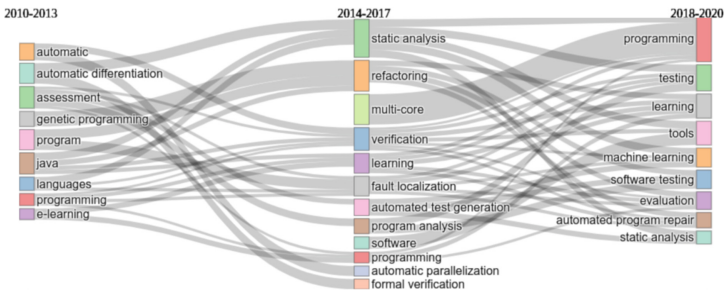 2010-2013
2014-2017
2018-2020
automatic
automatic differentiation
assessment
genetic programming
program
java
languages
programming
e-learning
static analysis
refactoring
multi-core
verification
learning
fault localization
automated test generation
program analysis
software
programming
automatic parallelization
formal verification
programming
testing
learning
tools
machine learning
software testing
evaluation
automated program repair
static analysis